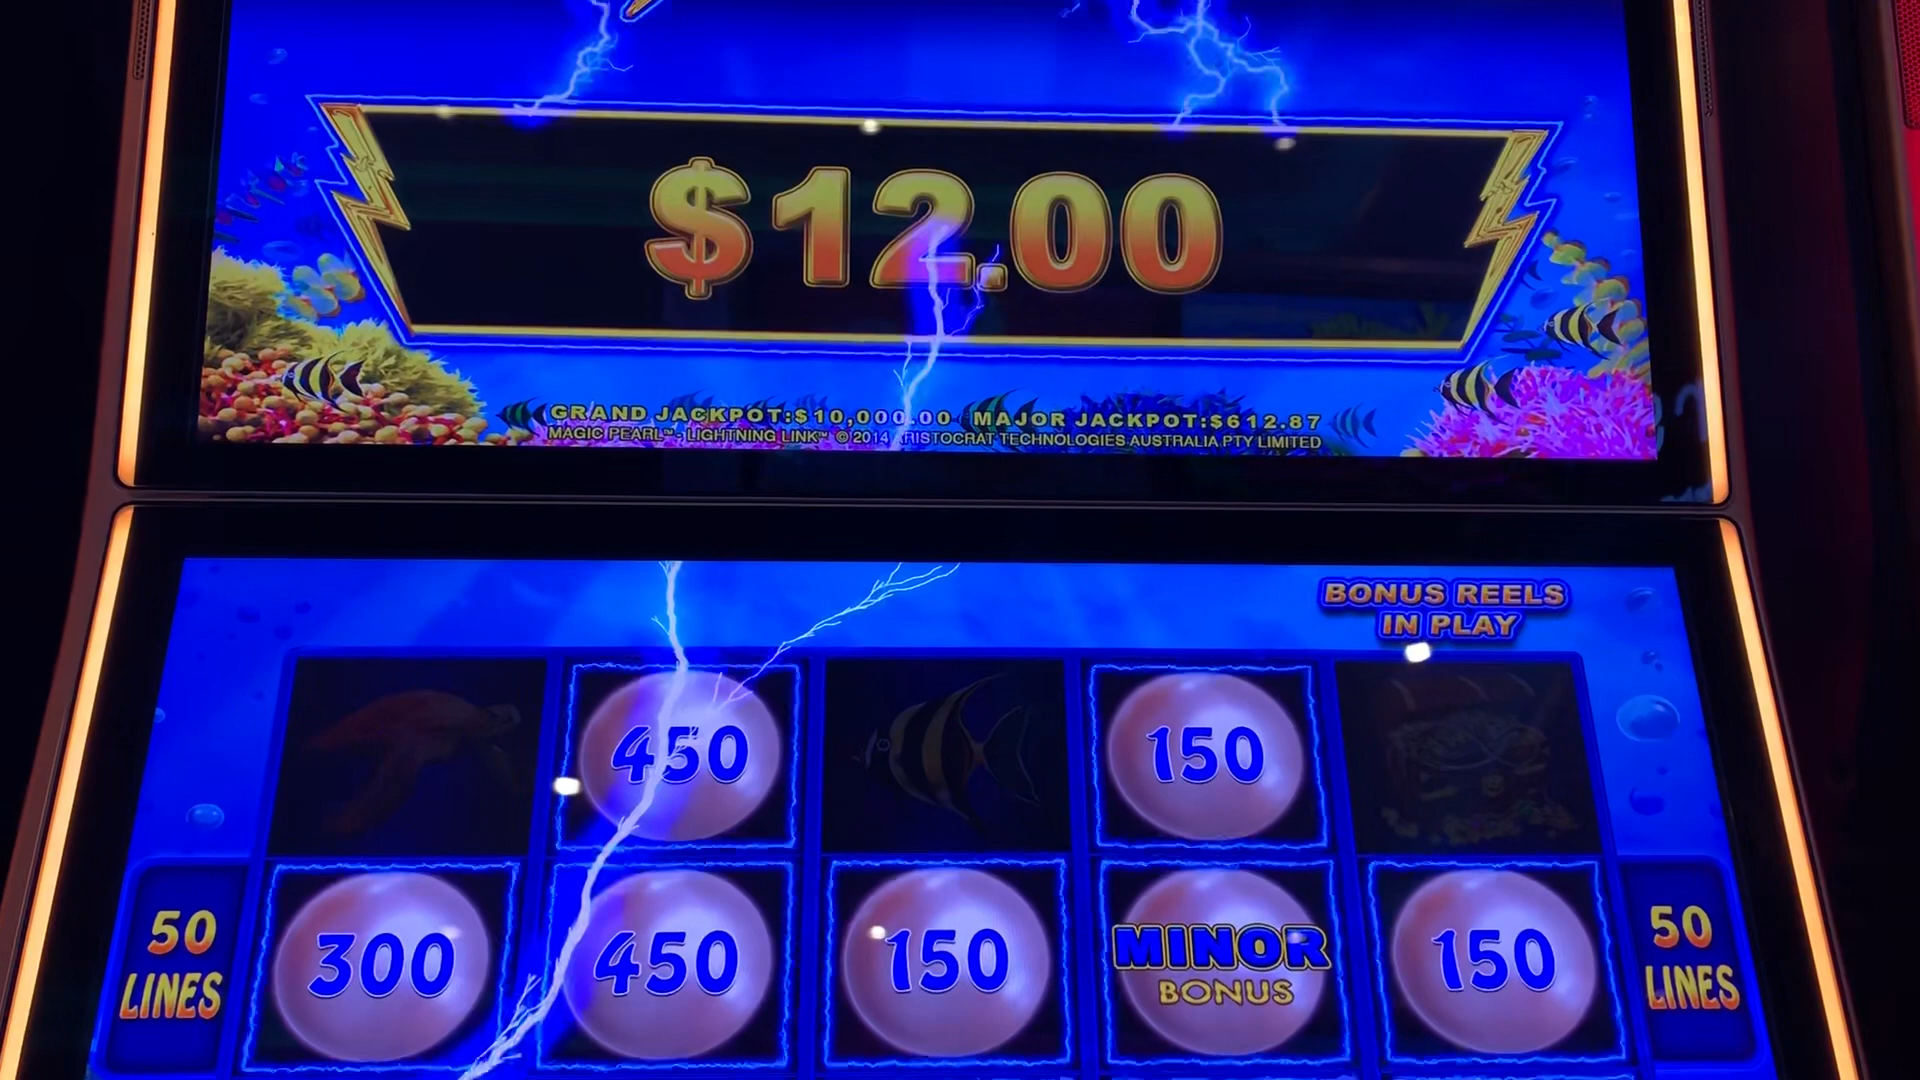 $12.00
GRAND JACKPOT:$10,000.00 MAJOR JACKPOT:$612.87
MAGIC PEARL™ - LIGHTNING LINK™ © 2014 ARISTOCRAT TECHNOLOGIES AUSTRALIA PTY LIMITED
BONUS REELS
IN PLAY
450
150
50
LINES
300
450
150
MINOR
BONUS
150
50
LINES